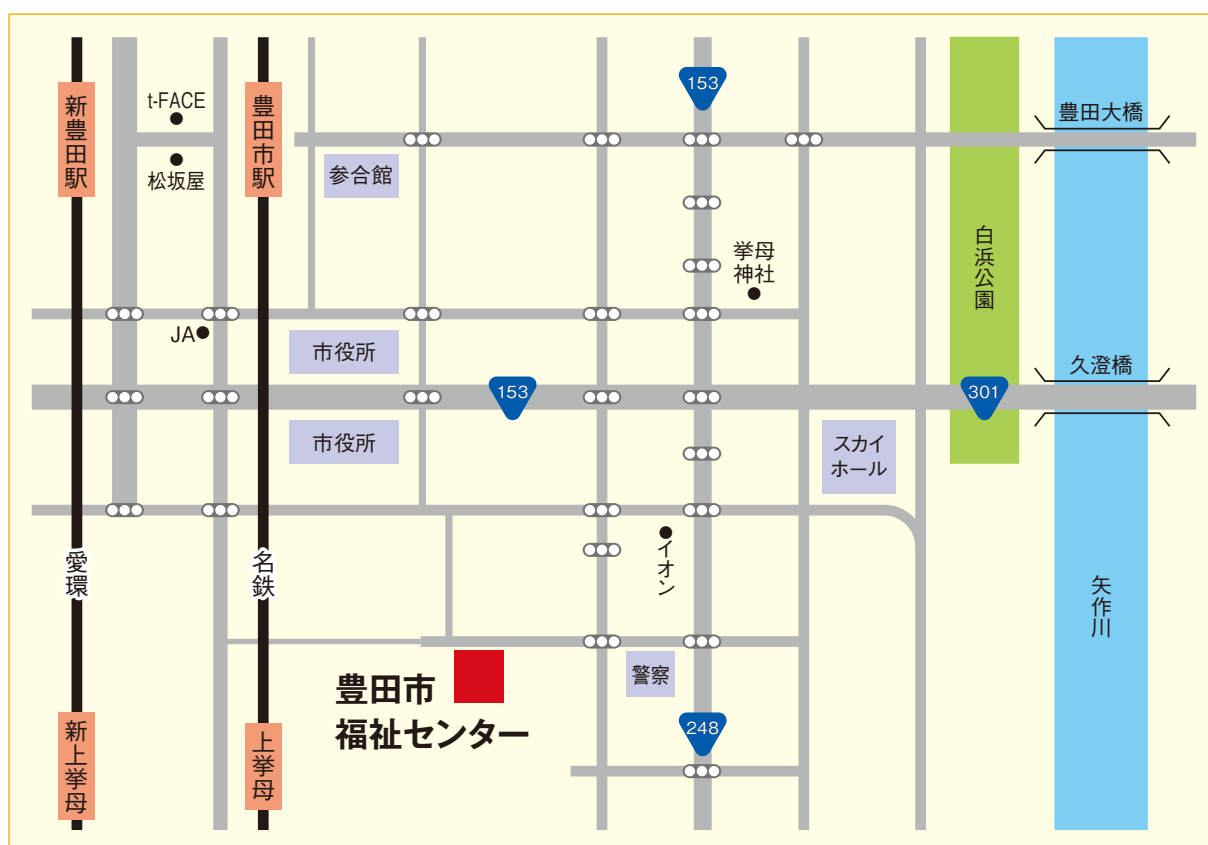 153
t-FACE
新豊田駅
豊田市駅
豊田大橋
参合館
松坂屋
挙母
神社
白浜公園
JA
市役所
久澄橋
153
301
市役所
スカイ
ホール
イオン
愛環
名鉄
矢作川
警察
豊田市
福祉センター
248
新上挙母
上挙母